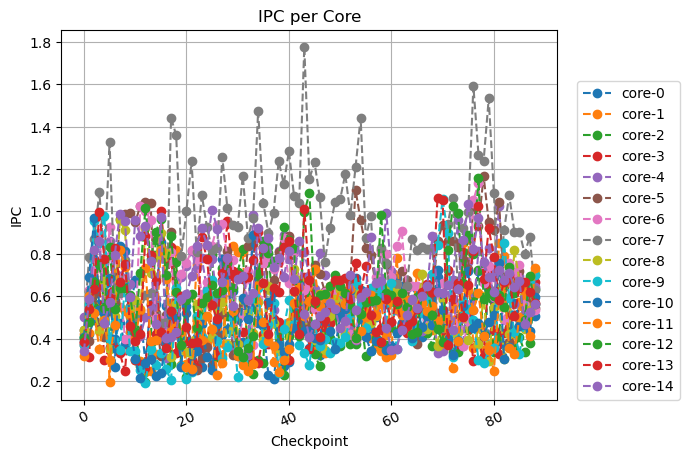 IPC per Core
1.8
1.6
1.4
1.2
1.0
0.8
0.6
0.4
0.2
IPC
0
20
40
60
80
Checkpoint
core-0
core-1
core-2
core-3
core-4
core-5
core-6
core-7
core-8
core-9
core-10
core-11
core-12
core-13
core-14